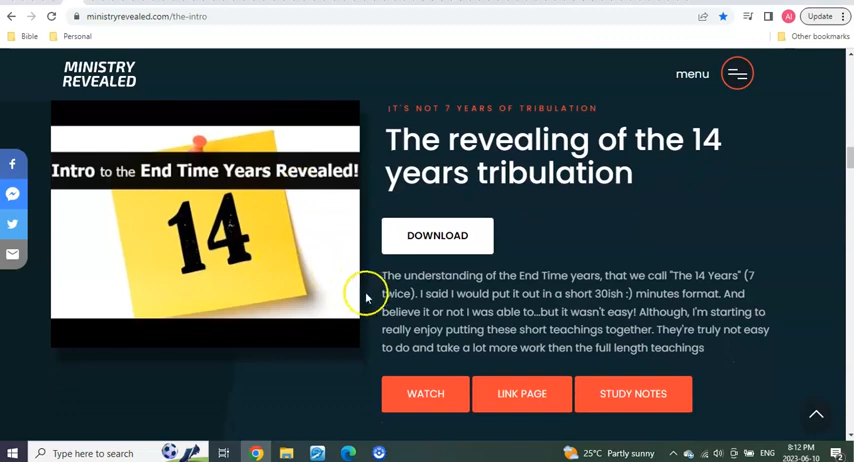 ministryrevealed.com/the-intro
Update
Bible
Personal
Other bookmarks
MINISTRY
REVEALED
menu
IT'S NOT 7 YEARS OF TRIBULATION
The revealing of the 14
years tribulation
Intro to the End Time Years Revealed!
14
DOWNLOAD
The understanding of the End Time years, that we call "The 14 Years" (7
twice). I said I would put it out in a short 30ish :) minutes format. And
believe it or not I was able to...but it wasn't easy! Although, I'm starting to
really enjoy putting these short teachings together. They're truly not easy
to do and take a lot more work then the full length teachings
WATCH
LINK PAGE
STUDY NOTES
Type here to search
25°C Partly sunny
ENG
8:12 PM
2023-06-10
2
AI